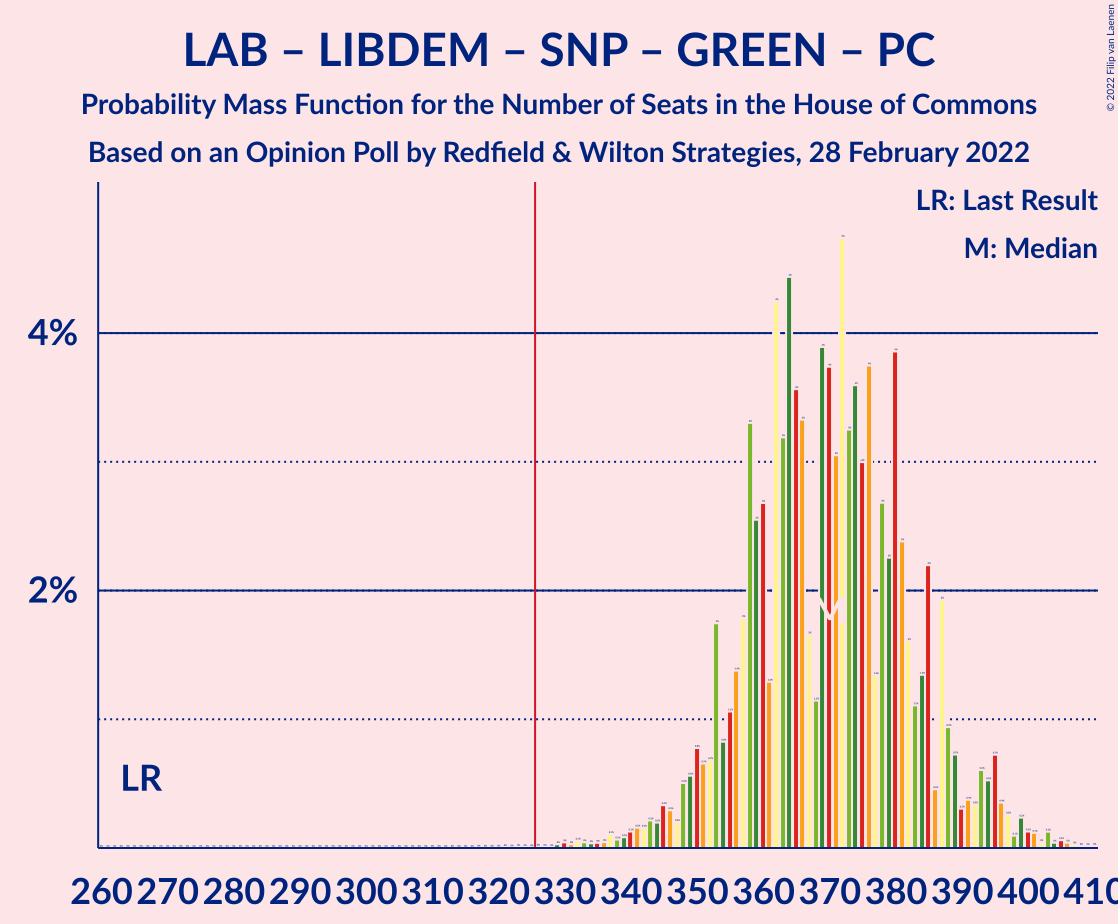 LAB – LIBDEM – SNP – GREEN – PC
Probability Mass Function for the Number of Seats in the House of Commons
Based on an Opinion Poll by Redfield & Wilton Strategies, 28 February 2022
© 2022 Filip van Laenen
LR: Last Result
M: Median
4%
2%
LR
M
260 270 280 290 300 310 320 330 340 350 360 370 380 390 400 410